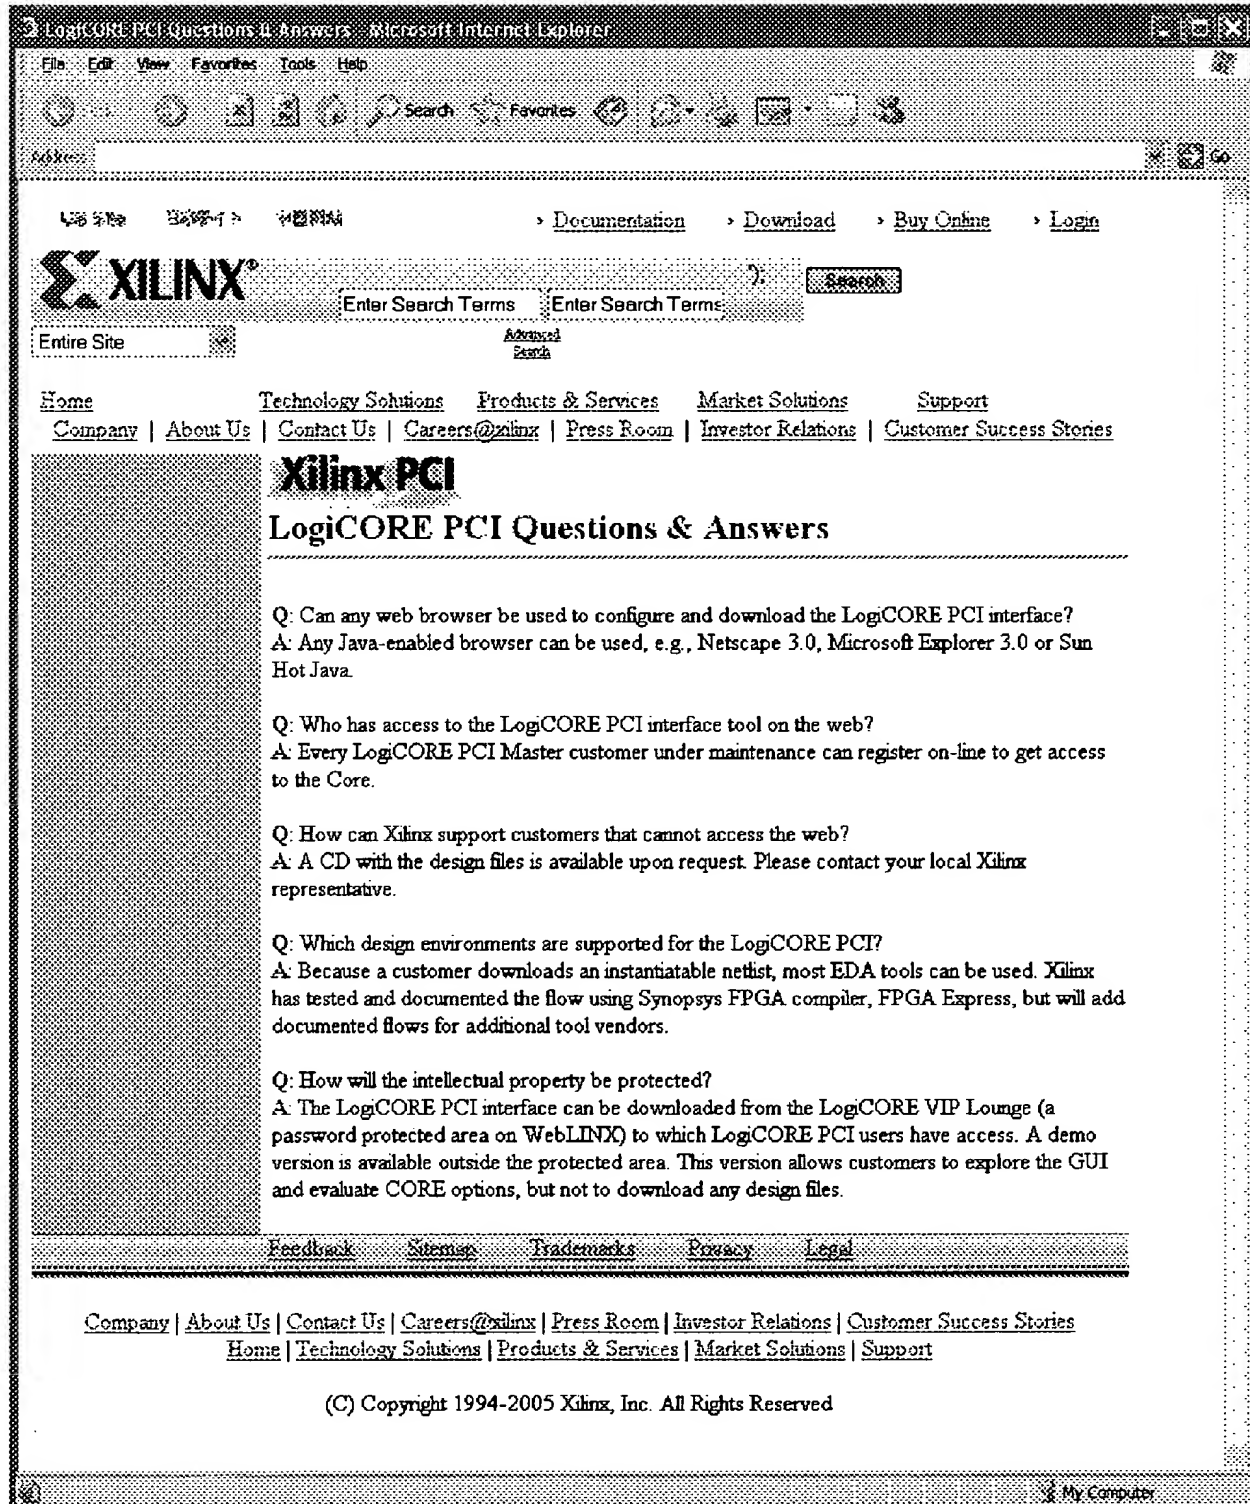 LogiCORE PCI Questions & Answers - Microsoft Internet Explorer
File Edit View Favorites Tools Help
Search Favorites
Address Go
› Documentation › Download › Buy Online › Login
XILINX®
).
Search
Enter Search Terms Enter Search Terms
Entire Site
Advanced
Search
Home Technology Solutions Products & Services Market Solutions Support
Company | About Us | Contact Us | Careers@xilinx | Press Room | Investor Relations | Customer Success Stories
Xilinx PCI
LogiCORE PCI Questions & Answers
Q: Can any web browser be used to configure and download the LogiCORE PCI interface?
A: Any Java-enabled browser can be used, e.g., Netscape 3.0, Microsoft Explorer 3.0 or Sun
Hot Java.
Q: Who has access to the LogiCORE PCI interface tool on the web?
A: Every LogiCORE PCI Master customer under maintenance can register on-line to get access
to the Core.
Q: How can Xilinx support customers that cannot access the web?
A: A CD with the design files is available upon request. Please contact your local Xilinx
representative.
Q: Which design environments are supported for the LogiCORE PCI?
A: Because a customer downloads an instantiatable netlist, most EDA tools can be used. Xilinx
has tested and documented the flow using Synopsys FPGA compiler, FPGA Express, but will add
documented flows for additional tool vendors.
Q: How will the intellectual property be protected?
A: The LogiCORE PCI interface can be downloaded from the LogiCORE VIP Lounge (a
password protected area on WebLINX) to which LogiCORE PCI users have access. A demo
version is available outside the protected area. This version allows customers to explore the GUI
and evaluate CORE options, but not to download any design files.
Feedback Sitemap Trademarks Privacy Legal
Company | About Us | Contact Us | Careers@xilinx | Press Room | Investor Relations | Customer Success Stories
Home | Technology Solutions | Products & Services | Market Solutions | Support
(C) Copyright 1994-2005 Xilinx, Inc. All Rights Reserved
My Computer